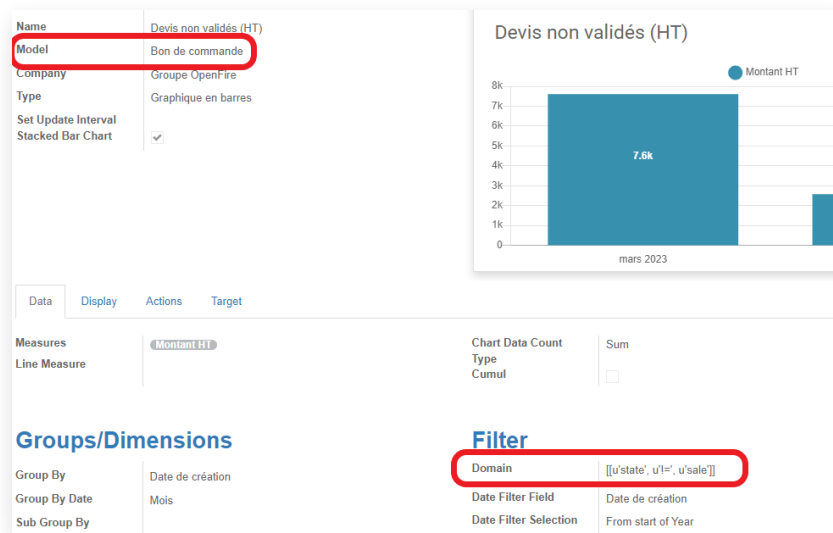 Name Devis non validés (HT)
Model Bon de commande
Company Groupe OpenFire
Type Graphique en barres
Set Update Interval
Stacked Bar Chart
Devis non validés (HT)
Montant HT
8k
7k
6k
5k
4k
3k
2k
1k
0
7.6k
mars 2023
Data Display Actions Target
Measures Montant HT
Line Measure
Chart Data Count Type Sum
Cumul
Groups/Dimensions
Group By Date de création
Group By Date Mois
Sub Group By
Filter
Domain [[u'state', u'!=', u'sale']]
Date Filter Field Date de création
Date Filter Selection From start of Year